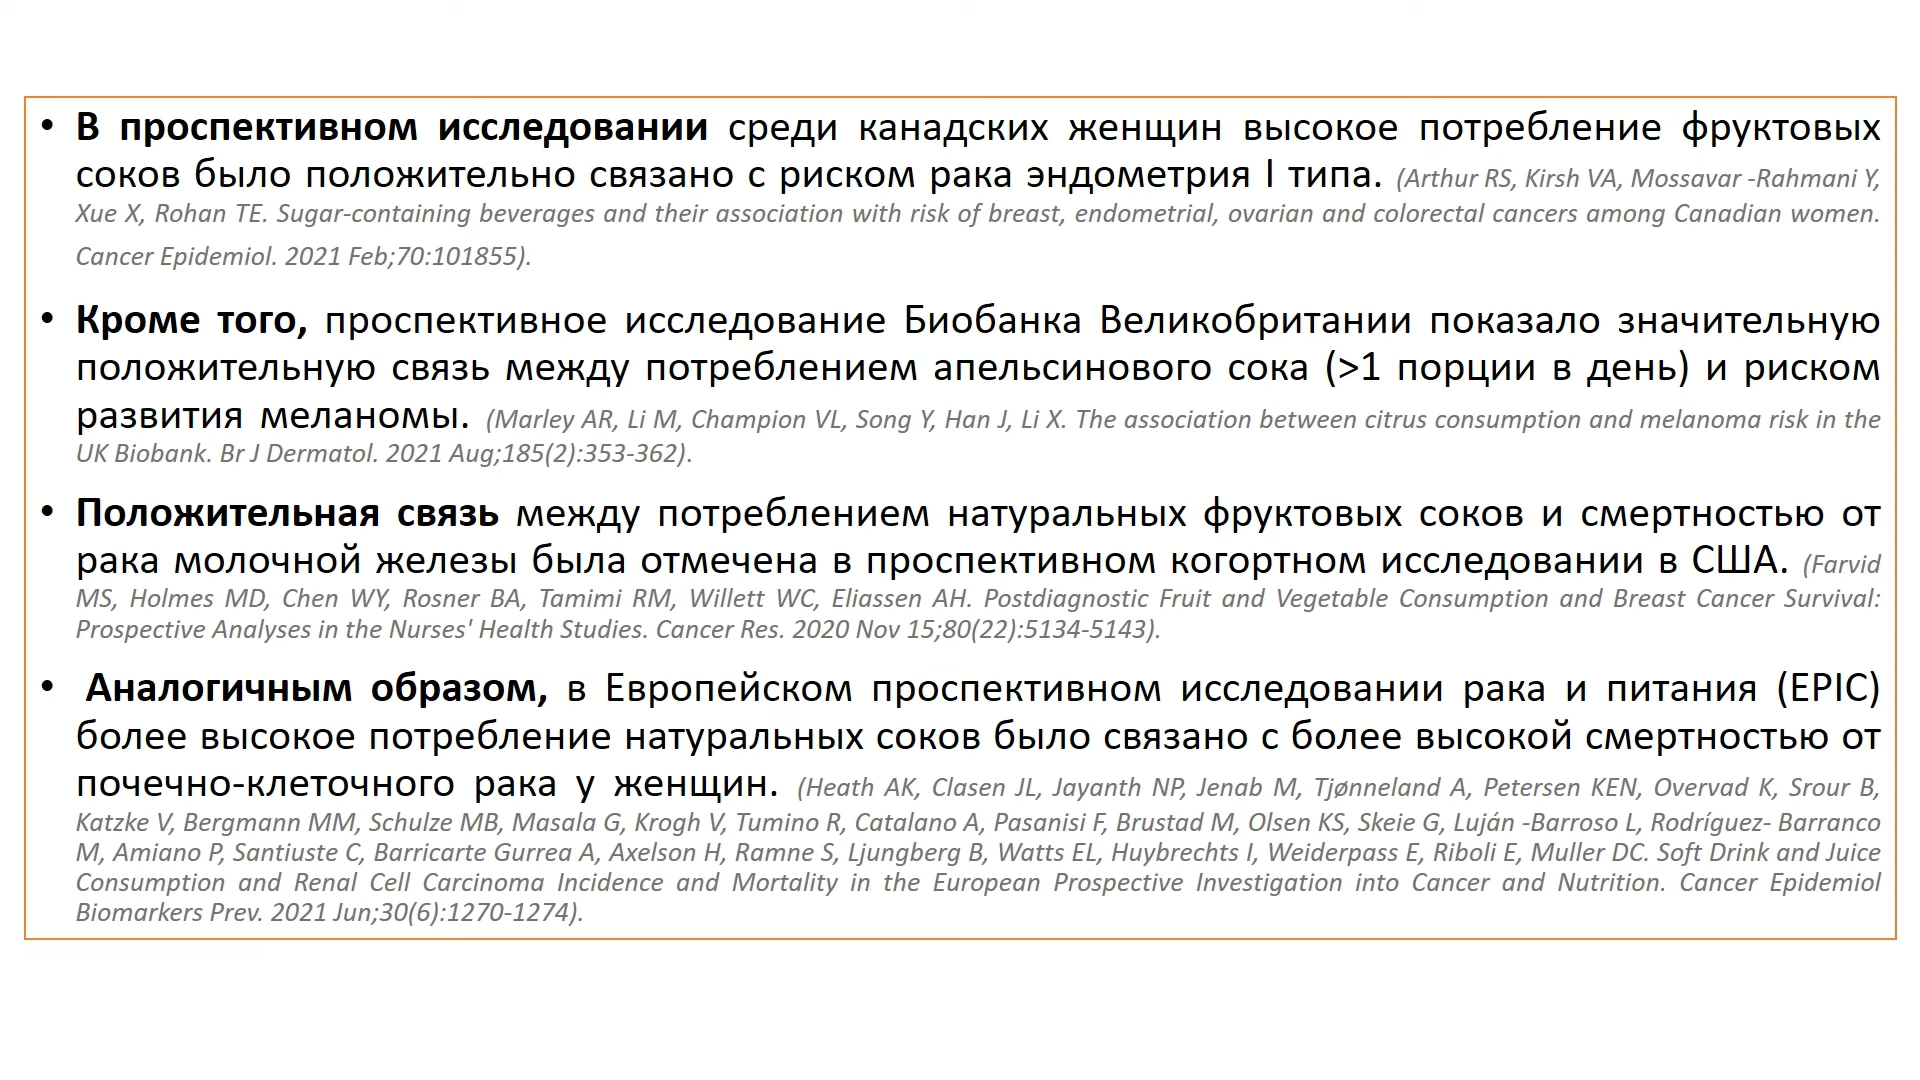 • В проспективном исследовании среди канадских женщин высокое потребление фруктовых
соков было положительно связано с риском рака эндометрия I типа. (Arthur RS, Kirsh VA, Mossavar -Rahmani Y,
Xue X, Rohan TE. Sugar-containing beverages and their association with risk of breast, endometrial, ovarian and colorectal cancers among Canadian women.
Cancer Epidemiol. 2021 Feb;70:101855).
• Кроме того, проспективное исследование Биобанка Великобритании показало значительную
положительную связь между потреблением апельсинового сока (>1 порции в день) и риском
развития меланомы. (Marley AR, Li M, Champion VL, Song Y, Han J, Li X. The association between citrus consumption and melanoma risk in the
UK Biobank. Br J Dermatol. 2021 Aug;185(2):353-362).
• Положительная связь между потреблением натуральных фруктовых соков и смертностью от
рака молочной железы была отмечена в проспективном когортном исследовании в США. (Farvid
MS, Holmes MD, Chen WY, Rosner BA, Tamimi RM, Willett WC, Eliassen AH. Postdiagnostic Fruit and Vegetable Consumption and Breast Cancer Survival:
Prospective Analyses in the Nurses' Health Studies. Cancer Res. 2020 Nov 15;80(22):5134-5143).
• Аналогичным образом, в Европейском проспективном исследовании рака и питания (EPIC)
более высокое потребление натуральных соков было связано с более высокой смертностью от
почечно-клеточного рака у женщин. (Heath AK, Clasen JL, Jayanth NP, Jenab M, Tjønneland A, Petersen KEN, Overvad K, Srour B,
Katzke V, Bergmann MM, Schulze MB, Masala G, Krogh V, Tumino R, Catalano A, Pasanisi F, Brustad M, Olsen KS, Skeie G, Luján -Barroso L, Rodríguez- Barranco
M, Amiano P, Santiuste C, Barricarte Gurrea A, Axelson H, Ramne S, Ljungberg B, Watts EL, Huybrechts I, Weiderpass E, Riboli E, Muller DC. Soft Drink and Juice
Consumption and Renal Cell Carcinoma Incidence and Mortality in the European Prospective Investigation into Cancer and Nutrition. Cancer Epidemiol
Biomarkers Prev. 2021 Jun;30(6):1270-1274).